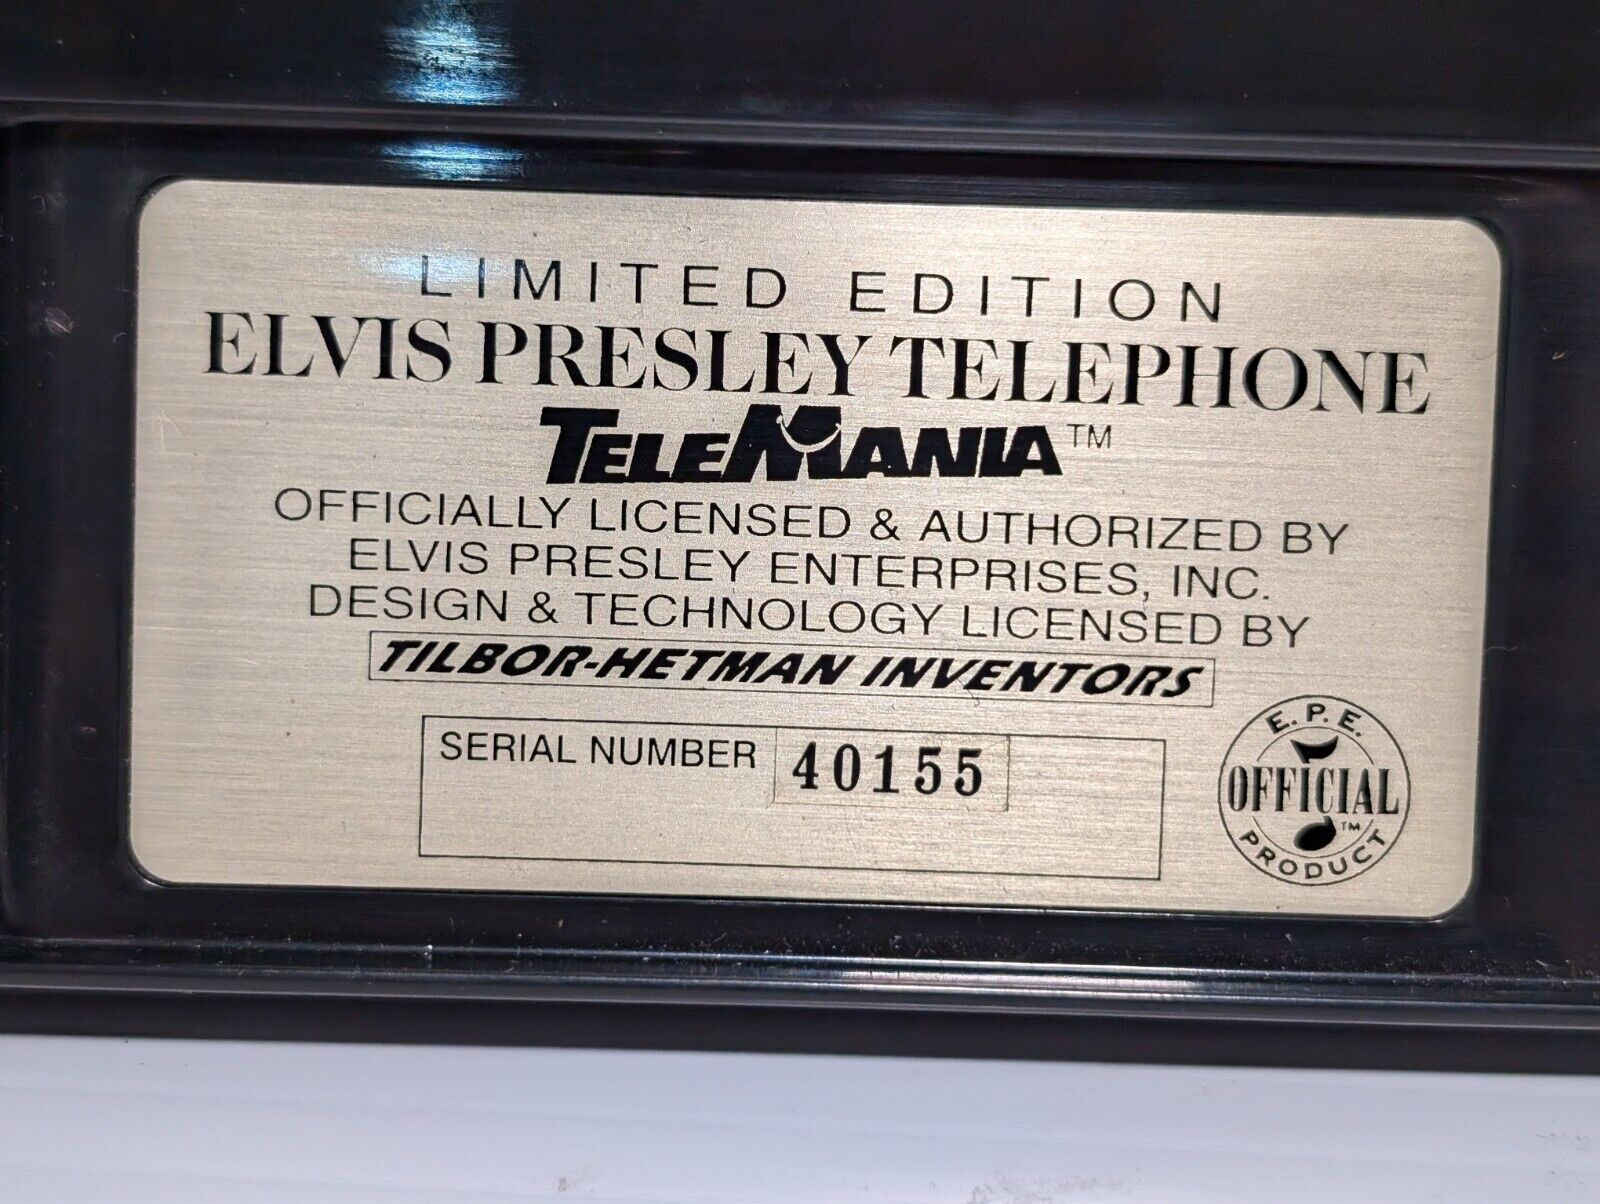 LIMITED EDITION
ELVIS PRESLEY TELEPHONE
TELEMANIA™
OFFICIALLY LICENSED & AUTHORIZED BY
ELVIS PRESLEY ENTERPRISES, INC.
DESIGN & TECHNOLOGY LICENSED BY
TILBOR-HETMAN INVENTORS
SERIAL NUMBER 40155
E.P.E.
OFFICIAL
™
PRODUCT